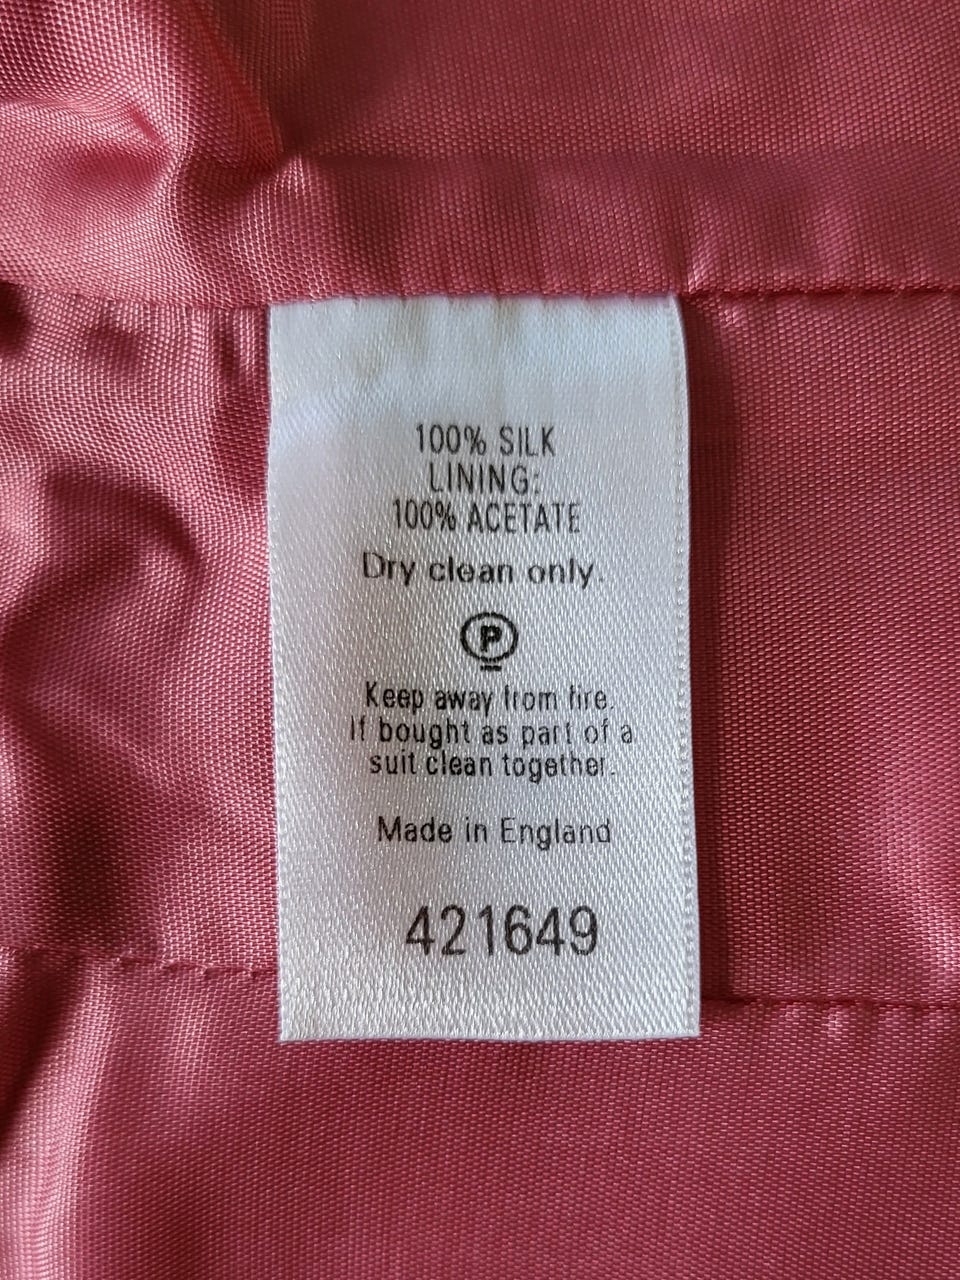 100% SILK
LINING:
100% ACETATE
Dry clean only.
P
Keep away from fire.
If bought as part of a
suit clean together.
Made in England
421649